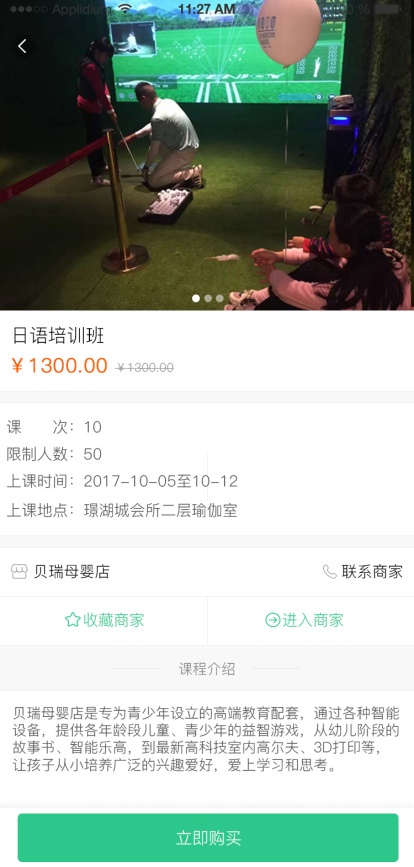 Applidium
11:27 AM
%
GREENJOY
日语培训班
¥1300.00 ¥1300.00
课 次：10
限制人数：50
上课时间：2017-10-05至10-12
上课地点：璟湖城会所二层瑜伽室
贝瑞母婴店 联系商家
收藏商家 进入商家
课程介绍
贝瑞母婴店是专为青少年设立的高端教育配套，通过各种智能
设备，提供各年龄段儿童、青少年的益智游戏，从幼儿阶段的
故事书、智能乐高，到最新高科技室内高尔夫、3D打印等，
让孩子从小培养广泛的兴趣爱好，爱上学习和思考。
立即购买